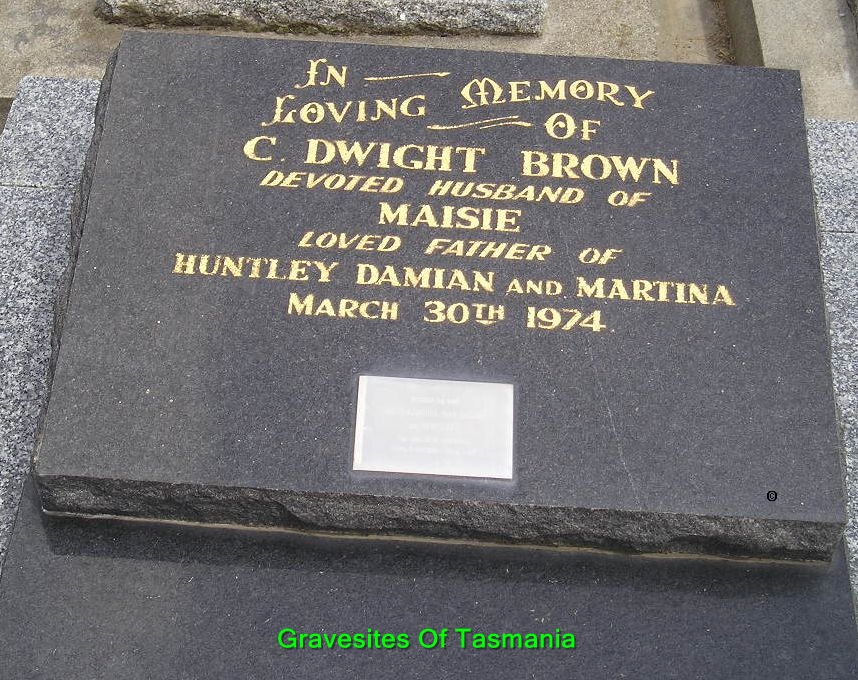 In Loving Memory
Of
C. DWIGHT BROWN
DEVOTED HUSBAND OF
MAISIE
LOVED FATHER OF
HUNTLEY DAMIAN AND MARTINA
MARCH 30TH 1974
©
Gravesites Of Tasmania